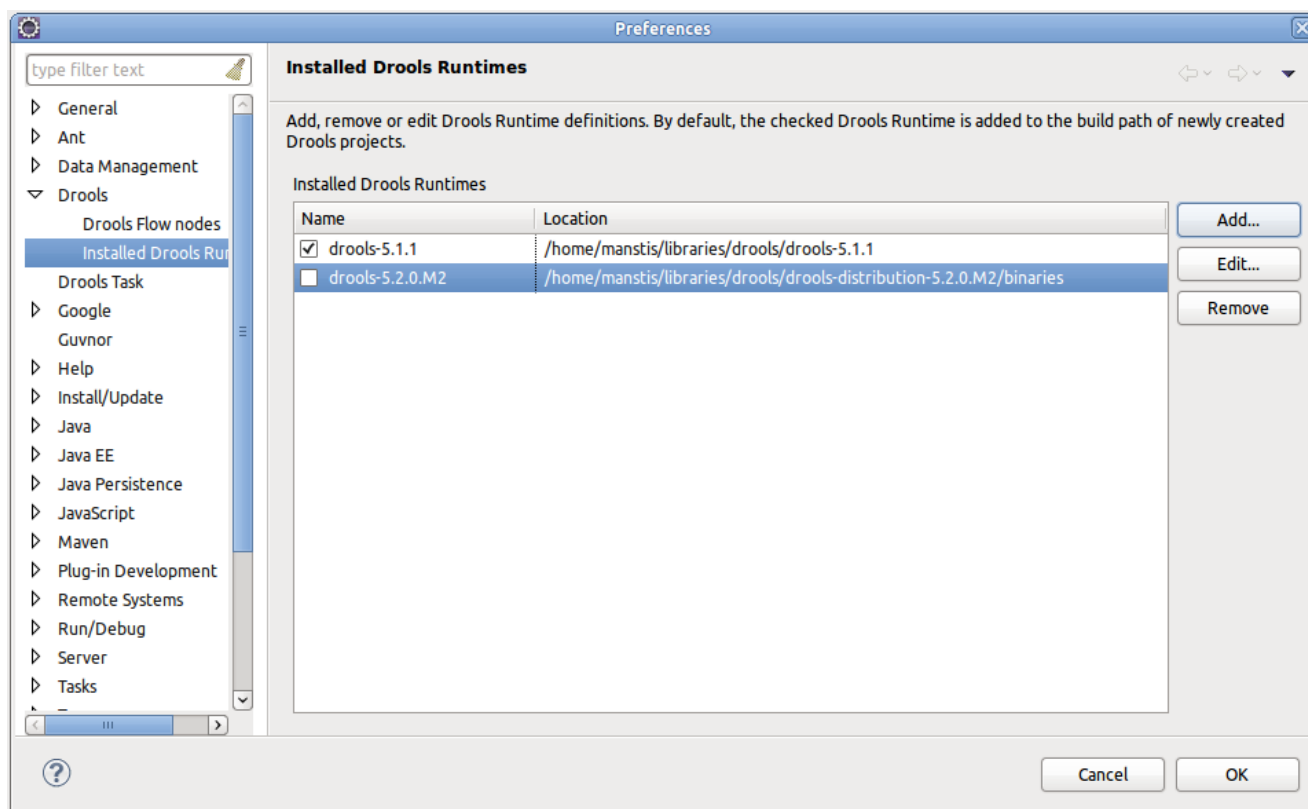 Preferences
type filter text
General
Ant
Data Management
Drools
Drools Flow nodes
Installed Drools Run
Drools Task
Google
Guvnor
Help
Install/Update
Java
Java EE
Java Persistence
JavaScript
Maven
Plug-in Development
Remote Systems
Run/Debug
Server
Tasks
Installed Drools Runtimes
Add, remove or edit Drools Runtime definitions. By default, the checked Drools Runtime is added to the build path of newly created
Drools projects.
Installed Drools Runtimes
Name Location
drools-5.1.1 /home/manstis/libraries/drools/drools-5.1.1
drools-5.2.0.M2 /home/manstis/libraries/drools/drools-distribution-5.2.0.M2/binaries
Add...
Edit...
Remove
Cancel OK